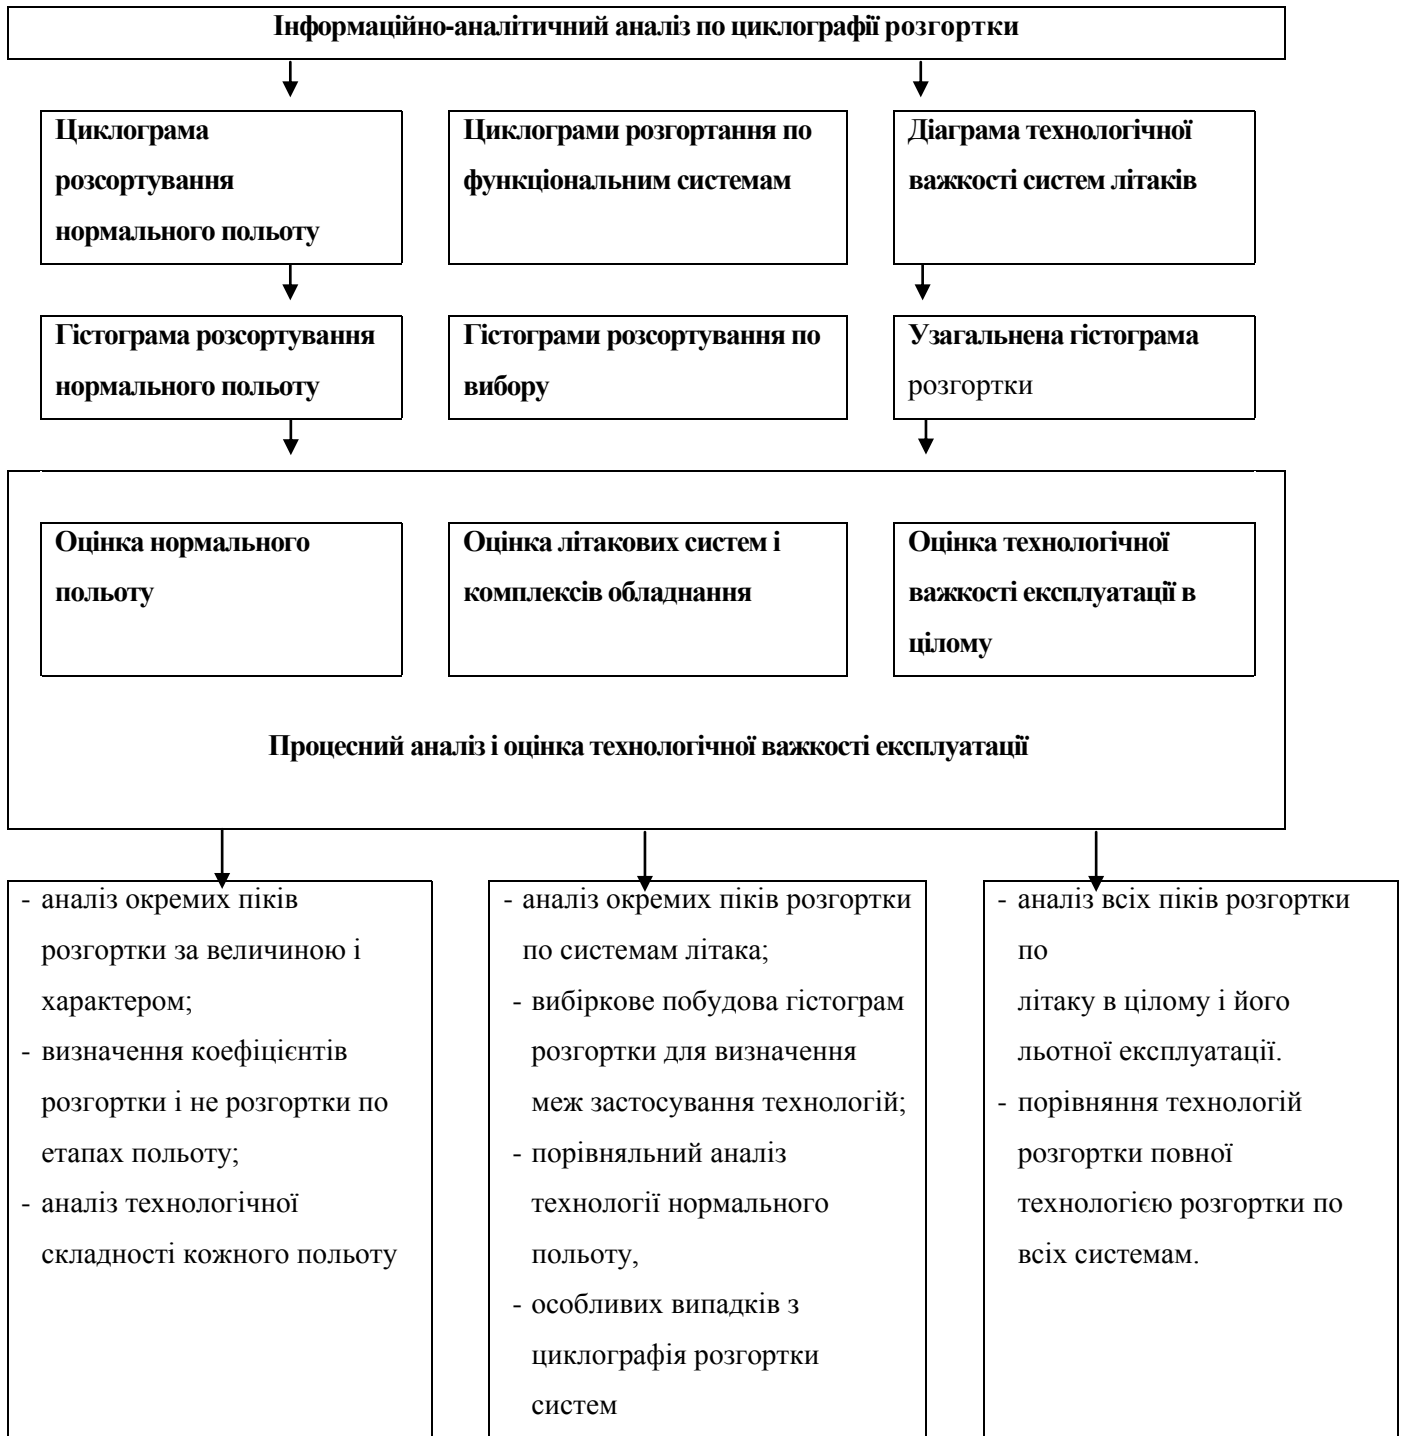 Інформаційно-аналітичний аналіз по циклографії розгортки
Циклограма
розсортування
нормального польоту
Циклограми розгортання по
функціональним системам
Діаграма технологічної
важкості систем літаків
Гістограма розсортування
нормального польоту
Гістограми розсортування по
вибору
Узагальнена гістограма
розгортки
Оцінка нормального
польоту
Оцінка літакових систем і
комплексів обладнання
Оцінка технологічної
важкості експлуатації в
цілому
Процесний аналіз і оцінка технологічної важкості експлуатації
- аналіз окремих піків
розгортки за величиною і
характером;
- визначення коефіцієнтів
розгортки і не розгортки по
етапах польоту;
- аналіз технологічної
складності кожного польоту
- аналіз окремих піків розгортки
по системам літака;
- вибіркове побудова гістограм
розгортки для визначення
меж застосування технологій;
- порівняльний аналіз
технології нормального
польоту,
- особливих випадків з
циклографія розгортки
систем
- аналіз всіх піків розгортки
по
літаку в цілому і його
льотної експлуатації.
- порівняння технологій
розгортки повної
технологією розгортки по
всіх системам.